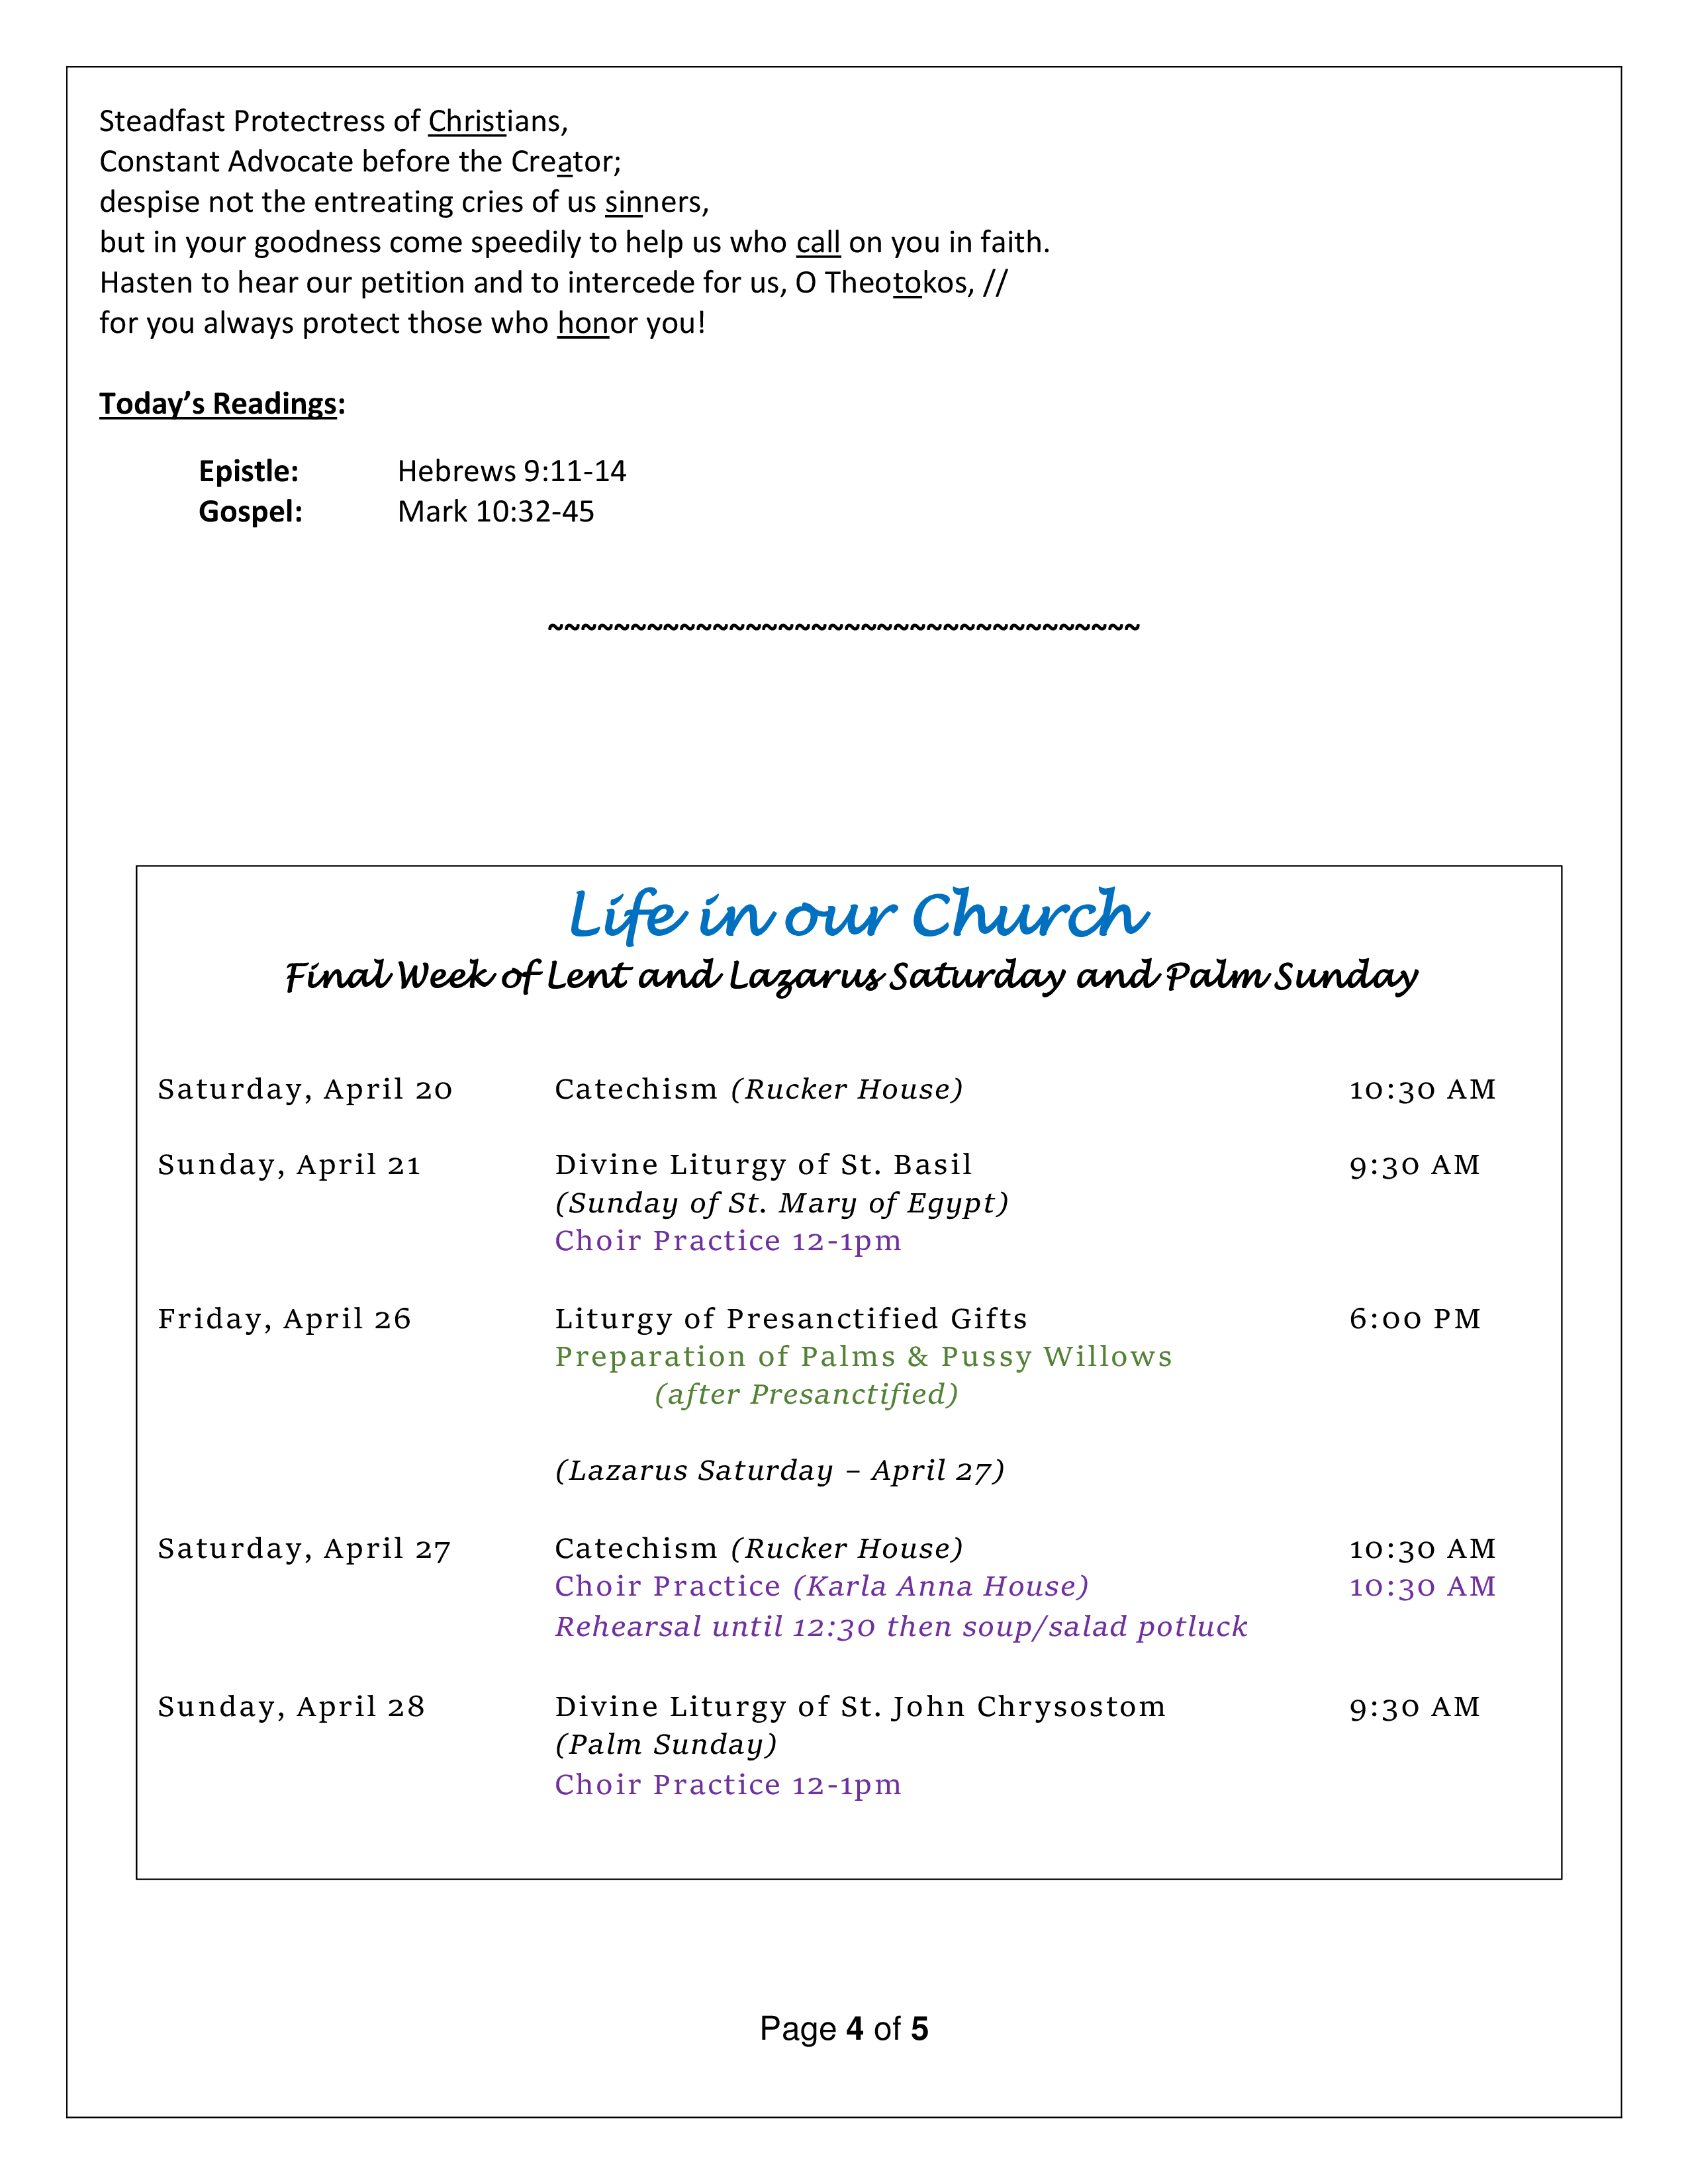 Steadfast Protectress of Christians,
Constant Advocate before the Creator;
despise not the entreating cries of us sinners,
but in your goodness come speedily to help us who call on you in faith.
Hasten to hear our petition and to intercede for us, O Theotokos, //
for you always protect those who honor you!
Today’s Readings:
Epistle: Hebrews 9:11-14
Gospel: Mark 10:32-45
~~~~~~~~~~~~~~~~~~~~~~~~~~~~~~~~~~~~
Life in our Church
Final Week of Lent and Lazarus Saturday and Palm Sunday
Saturday, April 20 Catechism (Rucker House) 10:30 AM
Sunday, April 21 Divine Liturgy of St. Basil 9:30 AM
(Sunday of St. Mary of Egypt)
Choir Practice 12-1pm
Friday, April 26 Liturgy of Presanctified Gifts 6:00 PM
Preparation of Palms & Pussy Willows
(after Presanctified)
(Lazarus Saturday – April 27)
Saturday, April 27 Catechism (Rucker House) 10:30 AM
Choir Practice (Karla Anna House) 10:30 AM
Rehearsal until 12:30 then soup/salad potluck
Sunday, April 28 Divine Liturgy of St. John Chrysostom 9:30 AM
(Palm Sunday)
Choir Practice 12-1pm
Page 4 of 5